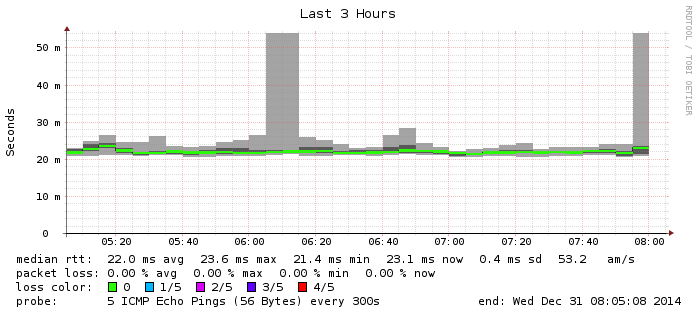 Last 3 Hours
RRDTOOL / TOBI OETIKER
Seconds
50 m
40 m
30 m
20 m
10 m
0
05:20 05:40 06:00 06:20 06:40 07:00 07:20 07:40 08:00
median rtt: 22.0 ms avg 23.6 ms max 21.4 ms min 23.1 ms now 0.4 ms sd 53.2 am/s
packet loss: 0.00 % avg 0.00 % max 0.00 % min 0.00 % now
loss color: 0 1/5 2/5 3/5 4/5
probe: 5 ICMP Echo Pings (56 Bytes) every 300s end: Wed Dec 31 08:05:08 2014